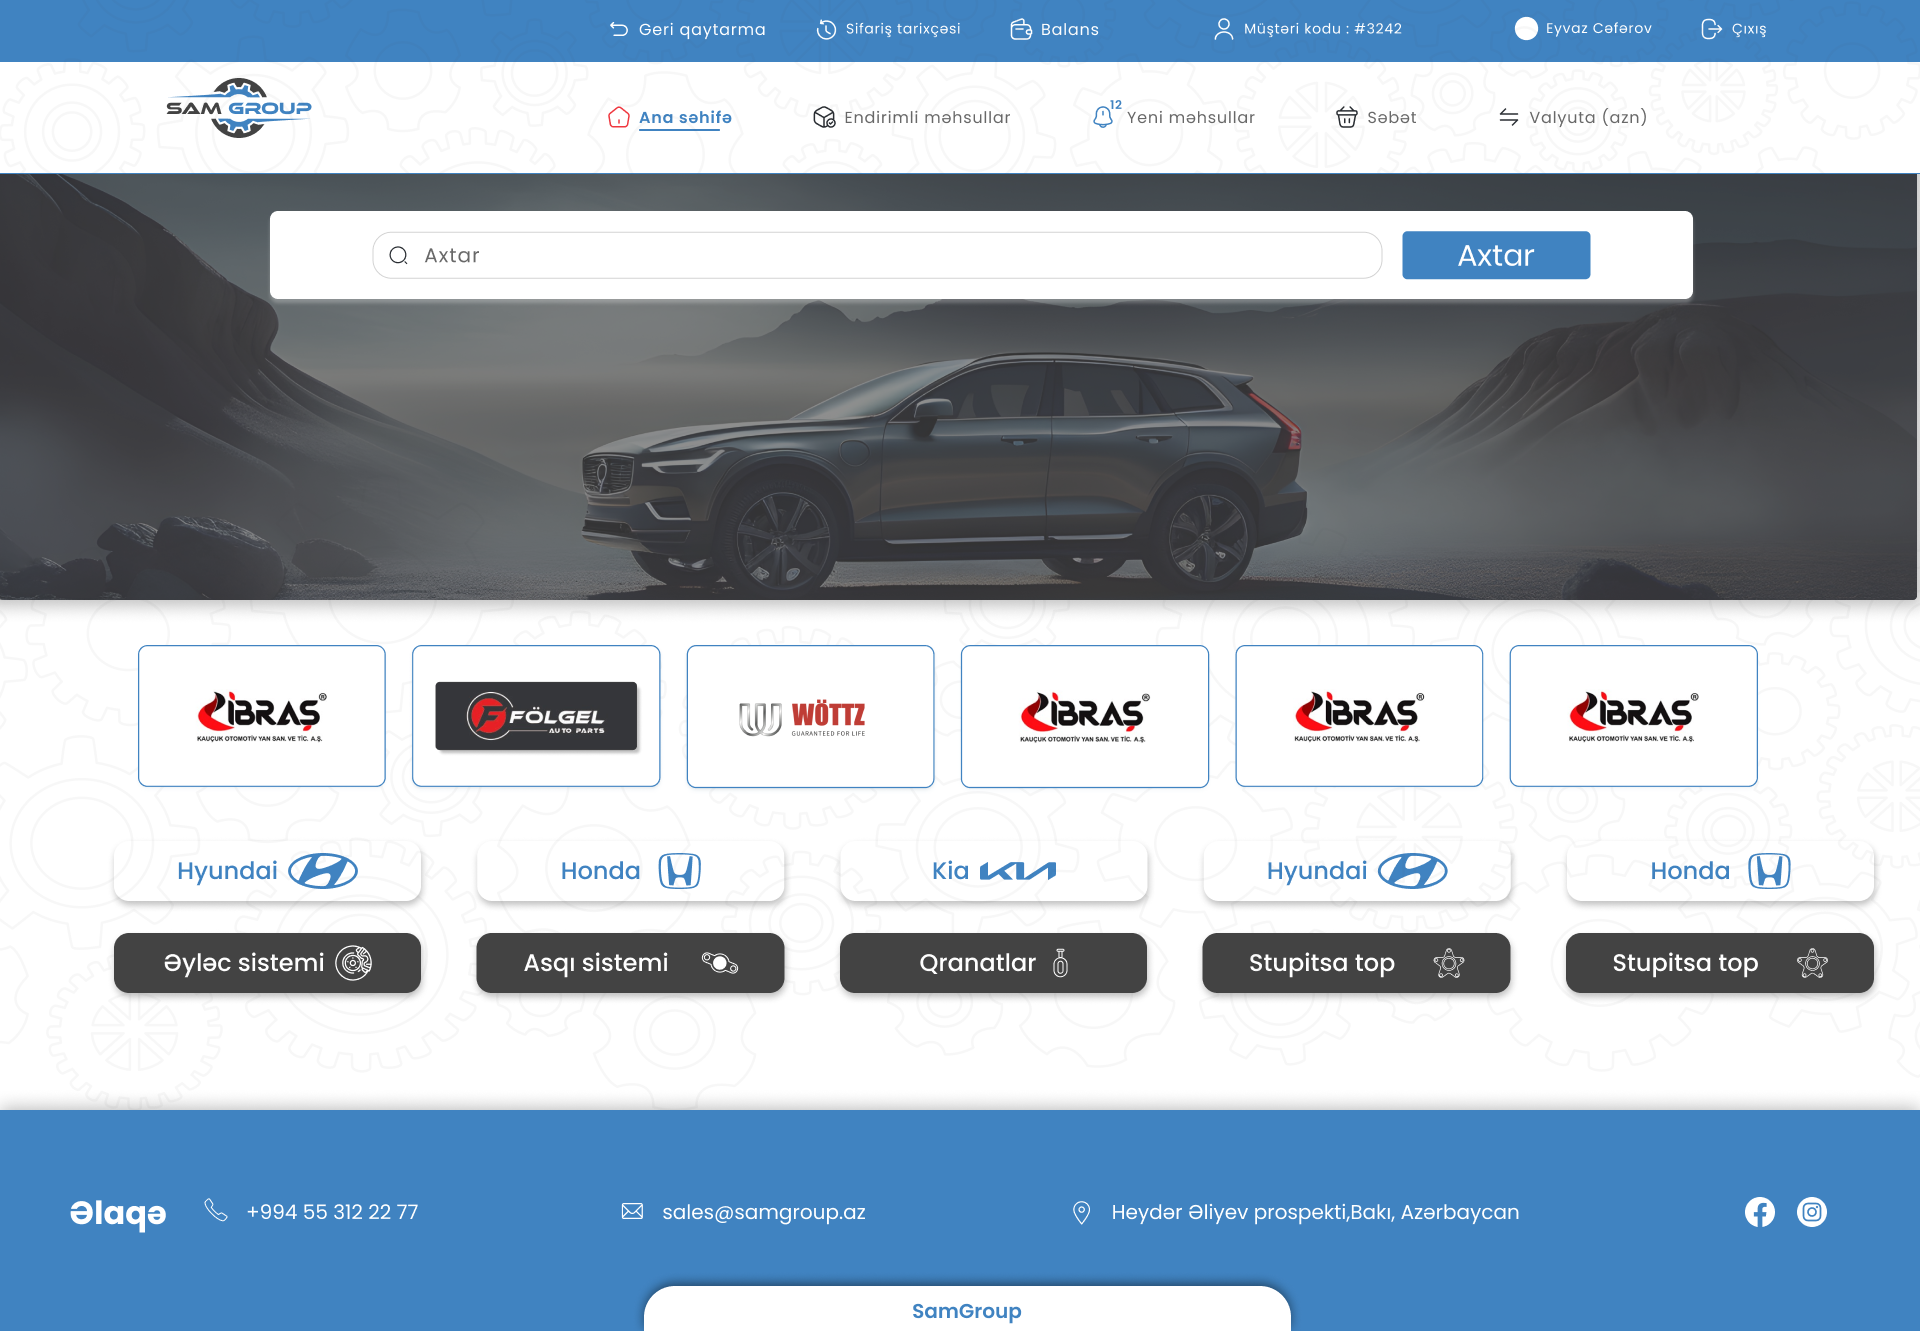 Geri qaytarma
Sifariş tarixçəsi
Balans
Müştəri kodu : #3242
Eyvaz Cəfərov
Çıxış
SAM GROUP
Ana səhifə
Endirimli məhsullar
12
Yeni məhsullar
Səbət
Valyuta (azn)
Axtar
Axtar
İBRAŞ®
KAUÇUK OTOMOTİV YAN SAN. VE TİC. A.Ş.
FÖLGEL
AUTO PARTS
WÖTTZ
GUARANTEED FOR LIFE
İBRAŞ®
KAUÇUK OTOMOTİV YAN SAN. VE TİC. A.Ş.
İBRAŞ®
KAUÇUK OTOMOTİV YAN SAN. VE TİC. A.Ş.
İBRAŞ®
KAUÇUK OTOMOTİV YAN SAN. VE TİC. A.Ş.
Hyundai
Honda
Kia
Hyundai
Honda
Əyləc sistemi
Asqı sistemi
Qranatlar
Stupitsa top
Stupitsa top
Əlaqə
+994 55 312 22 77
sales@samgroup.az
Heydər Əliyev prospekti,Bakı, Azərbaycan
SamGroup